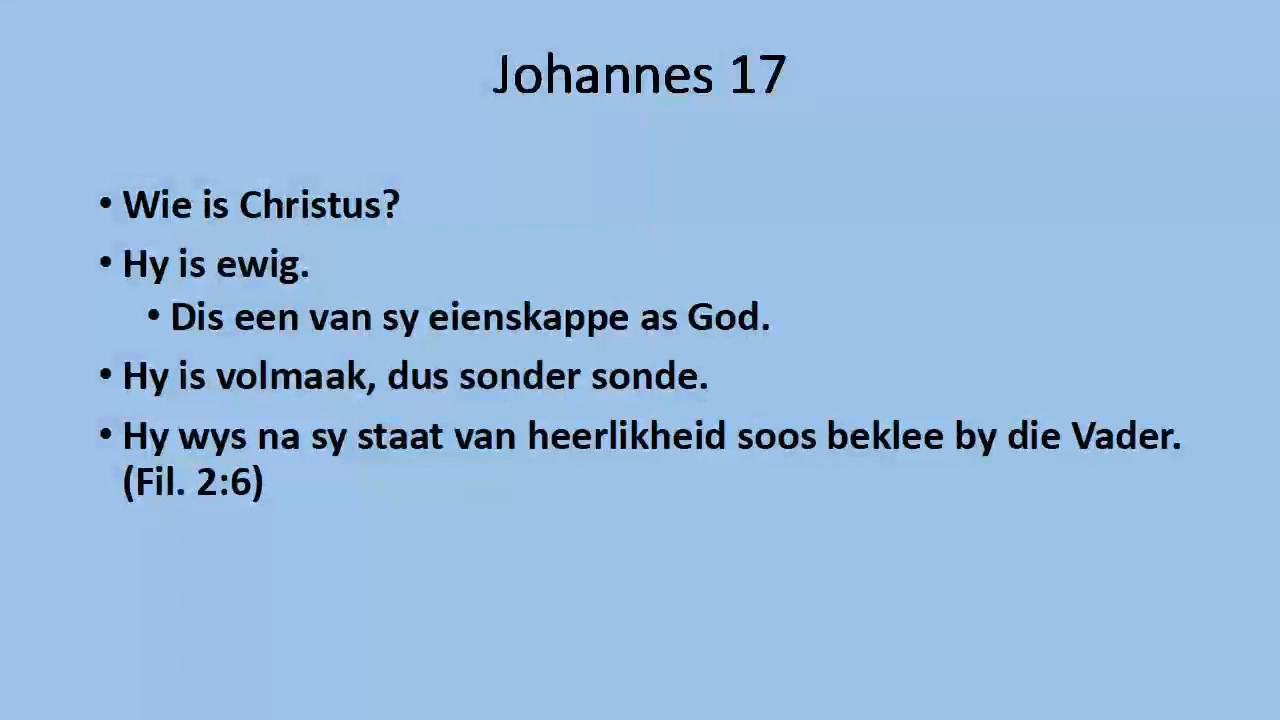 Johannes 17
• Wie is Christus?
• Hy is ewig.
• Dis een van sy eienskappe as God.
• Hy is volmaak, dus sonder sonde.
• Hy wys na sy staat van heerlikheid soos beklee by die Vader.
(Fil. 2:6)